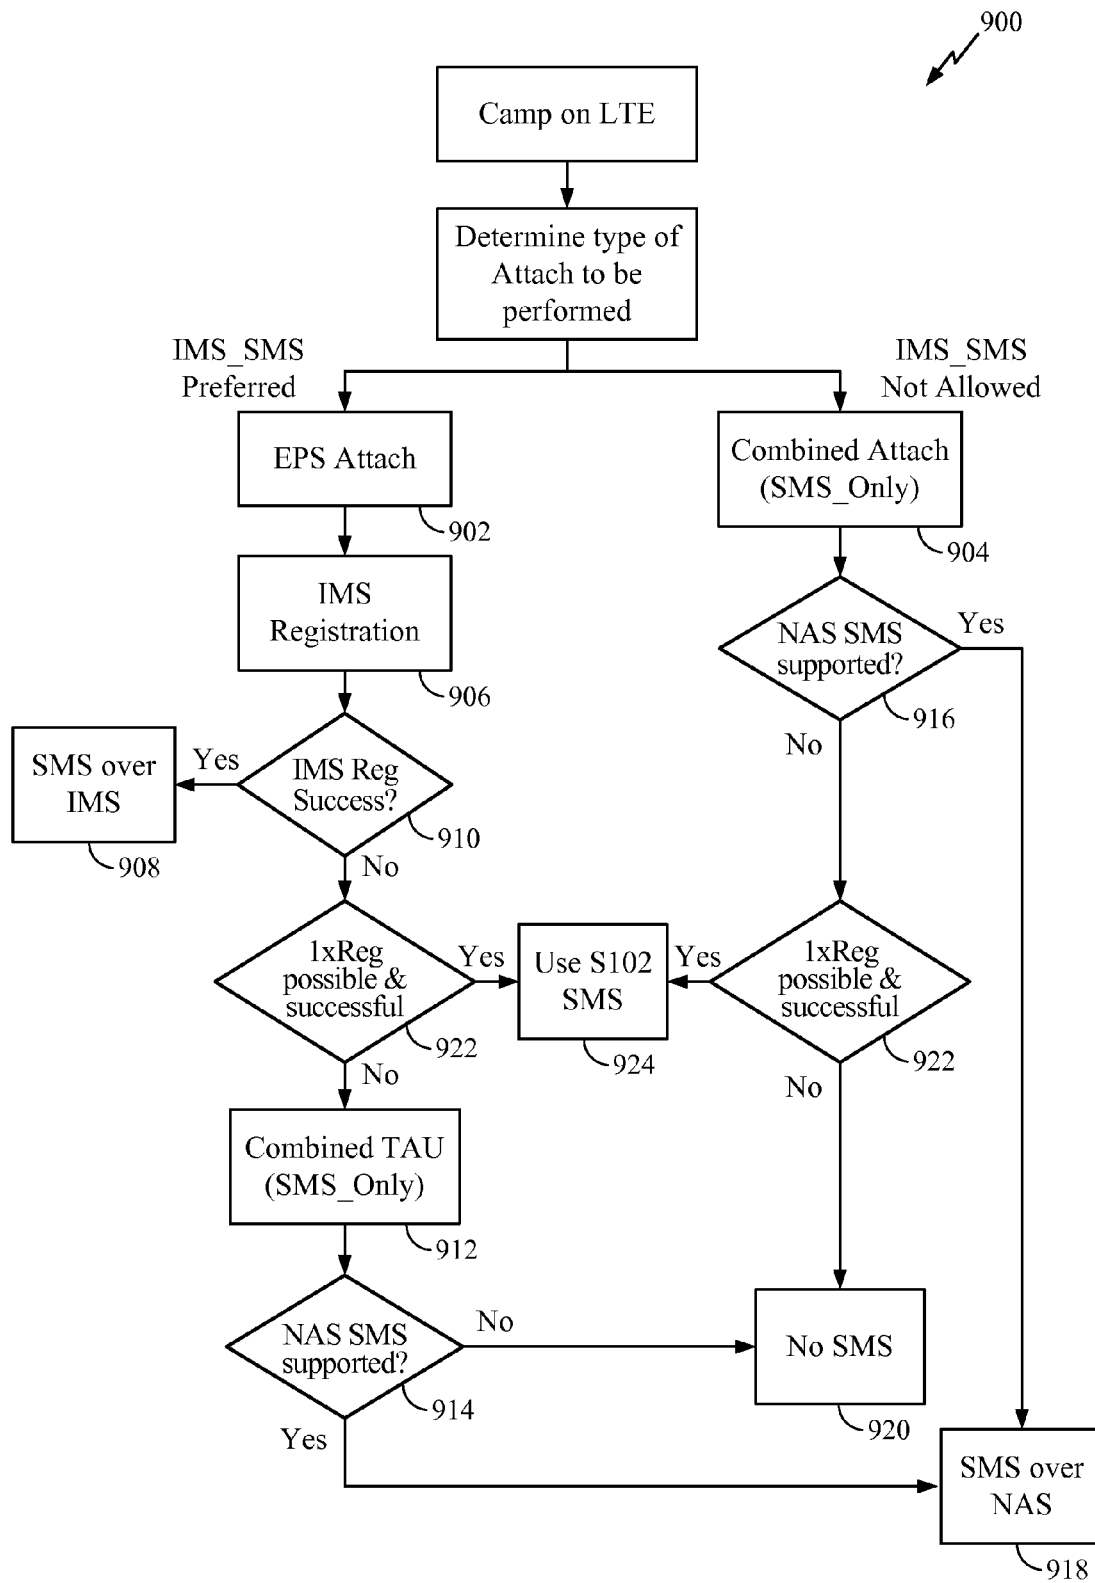 900
Camp on LTE
Determine type of
Attach to be
performed
IMS_SMS
Preferred
IMS_SMS
Not Allowed
EPS Attach
902
Combined Attach
(SMS_Only)
904
IMS
Registration
906
NAS SMS
supported?
Yes
916
No
SMS over
IMS
908
Yes
IMS Reg
Success?
910
No
1xReg
possible &
successful
Yes
922
No
Use S102
SMS
924
Yes
1xReg
possible &
successful
922
No
Combined TAU
(SMS_Only)
912
NAS SMS
supported?
No
914
Yes
No SMS
920
SMS over
NAS
918